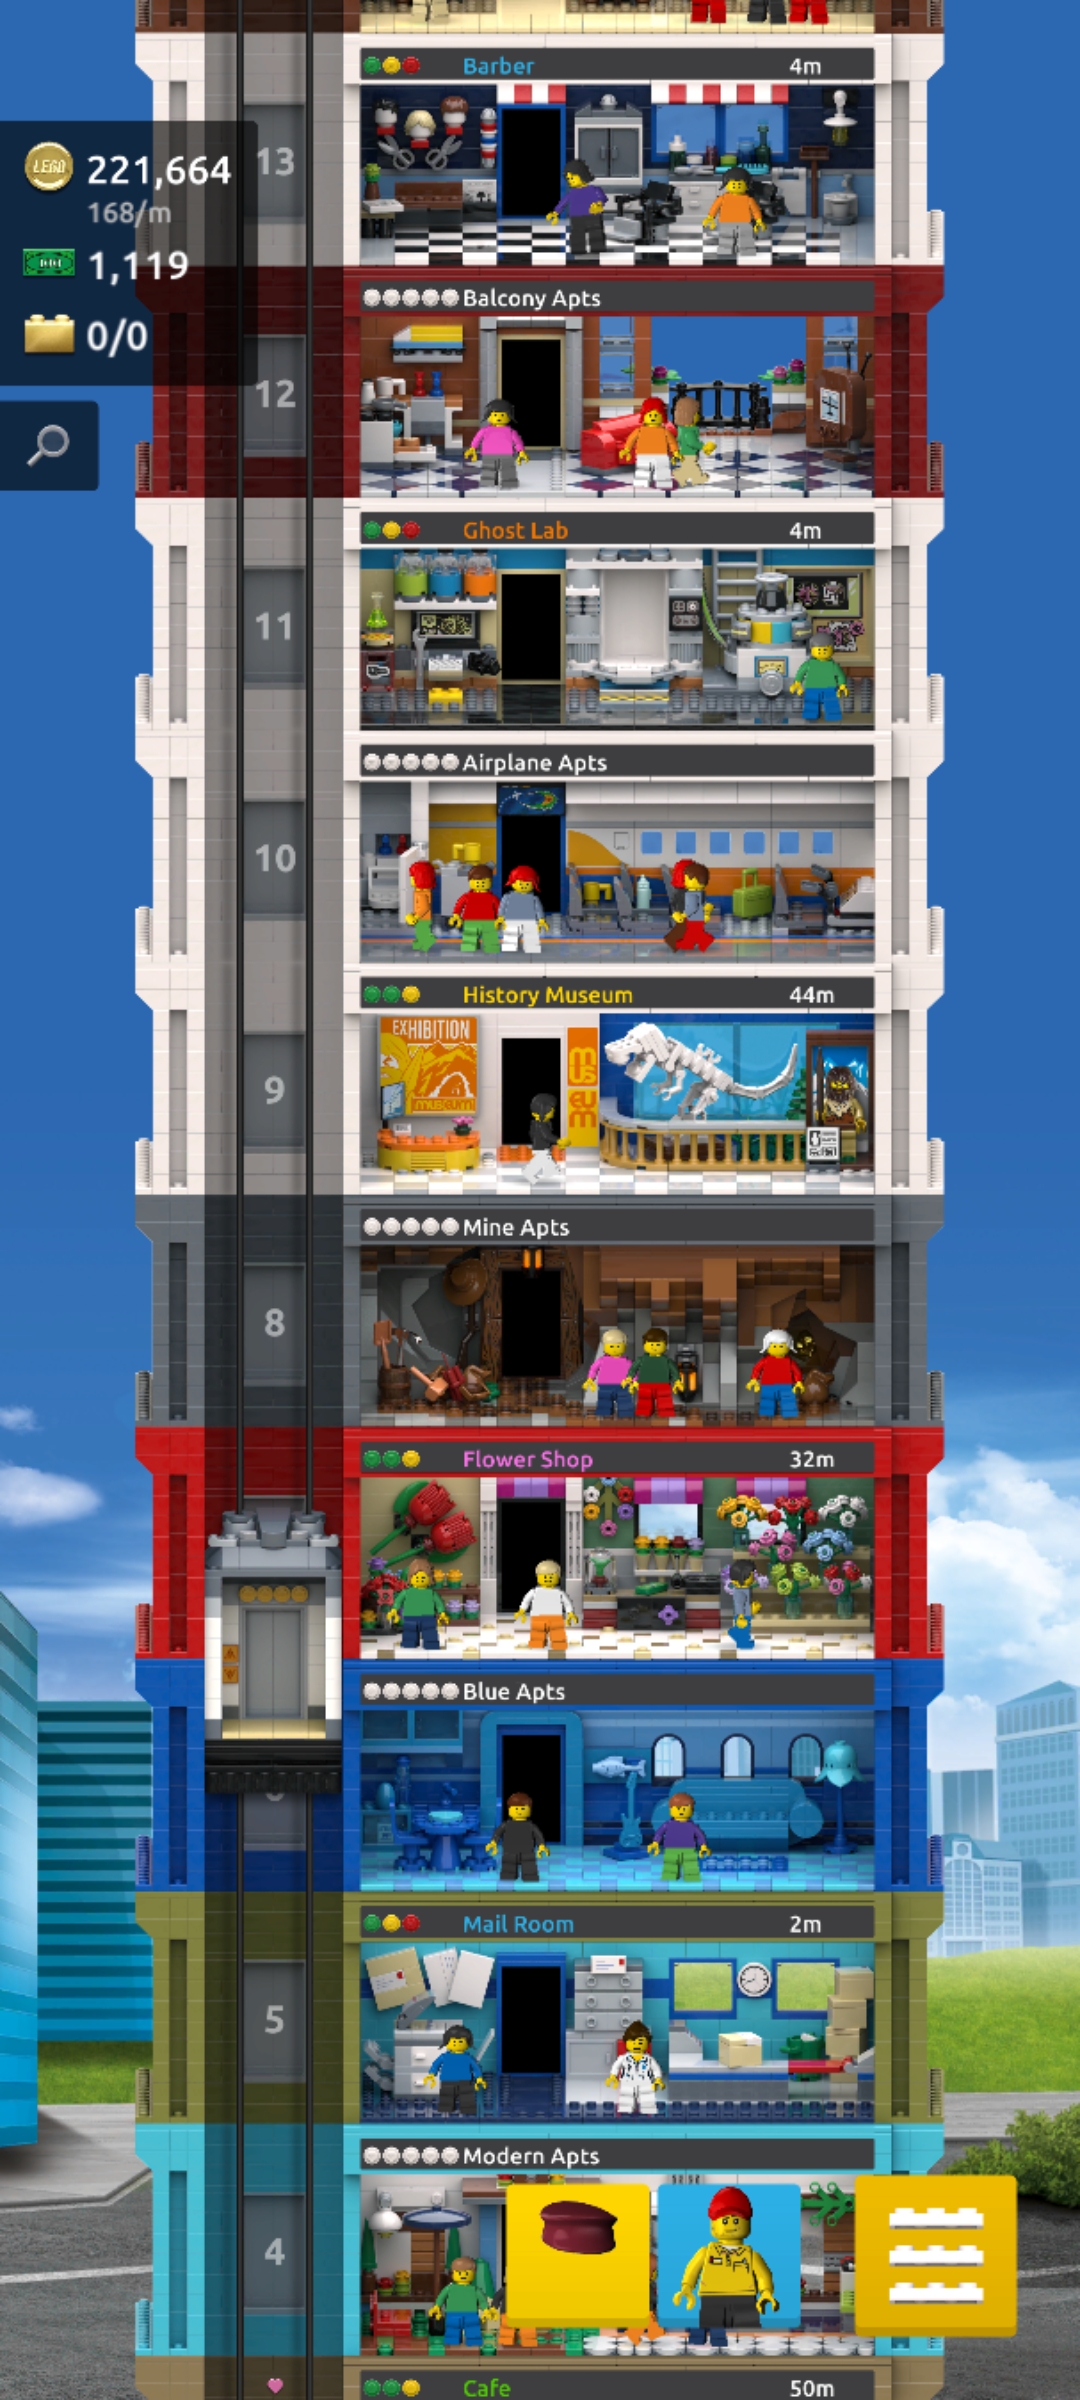 Barber 4m
LEGO 221,664
13
168/m
1,119
Balcony Apts
0/0
12
Ghost Lab 4m
11
Airplane Apts
10
History Museum 44m
EXHIBITION
MUSEUM
museum
9
Mine Apts
8
Flower Shop 32m
Blue Apts
Mail Room 2m
5
Modern Apts
4
Cafe 50m